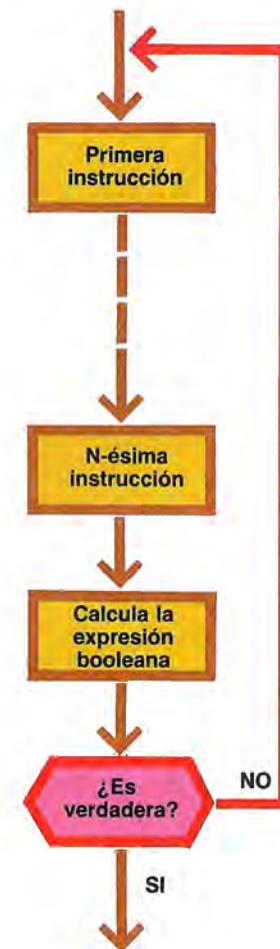 Primera
instrucción
N-ésima
instrucción
Calcula la
expresión
booleana
¿Es
verdadera?
NO
SI